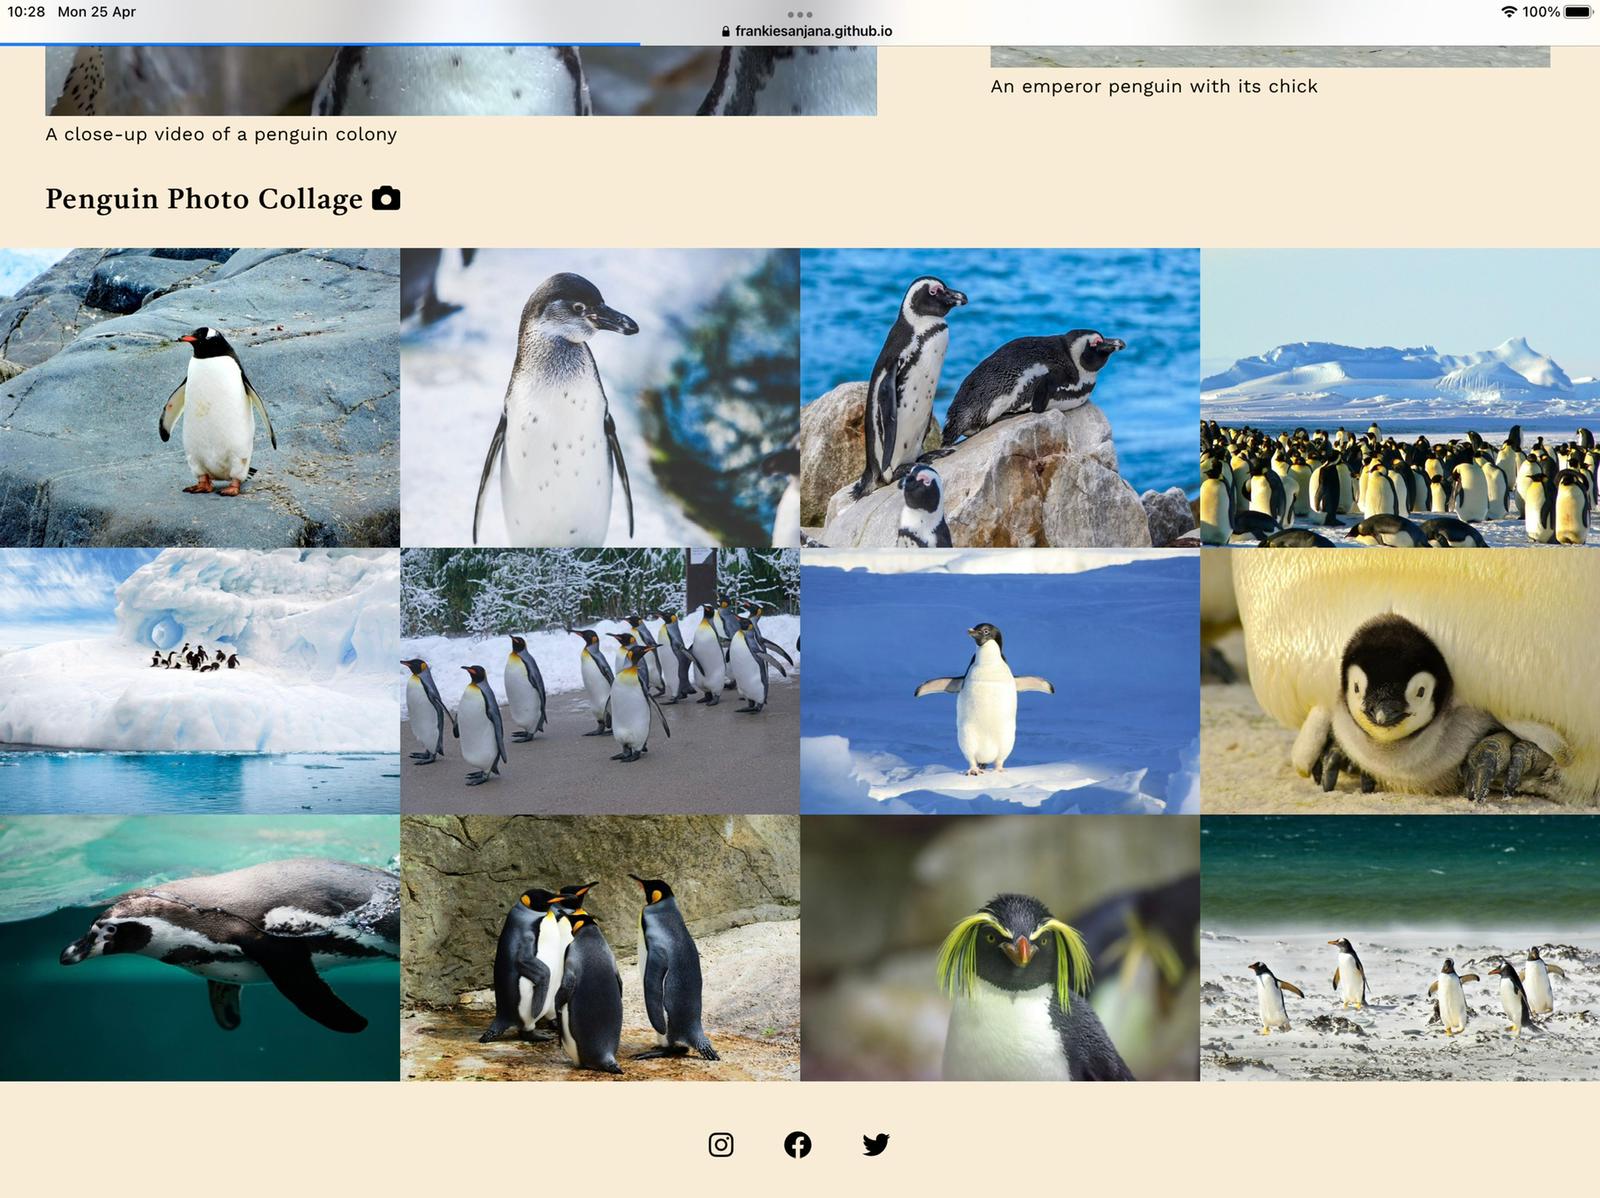 10:28 Mon 25 Apr
100%
frankiesanjana.github.io
An emperor penguin with its chick
A close-up video of a penguin colony
Penguin Photo Collage